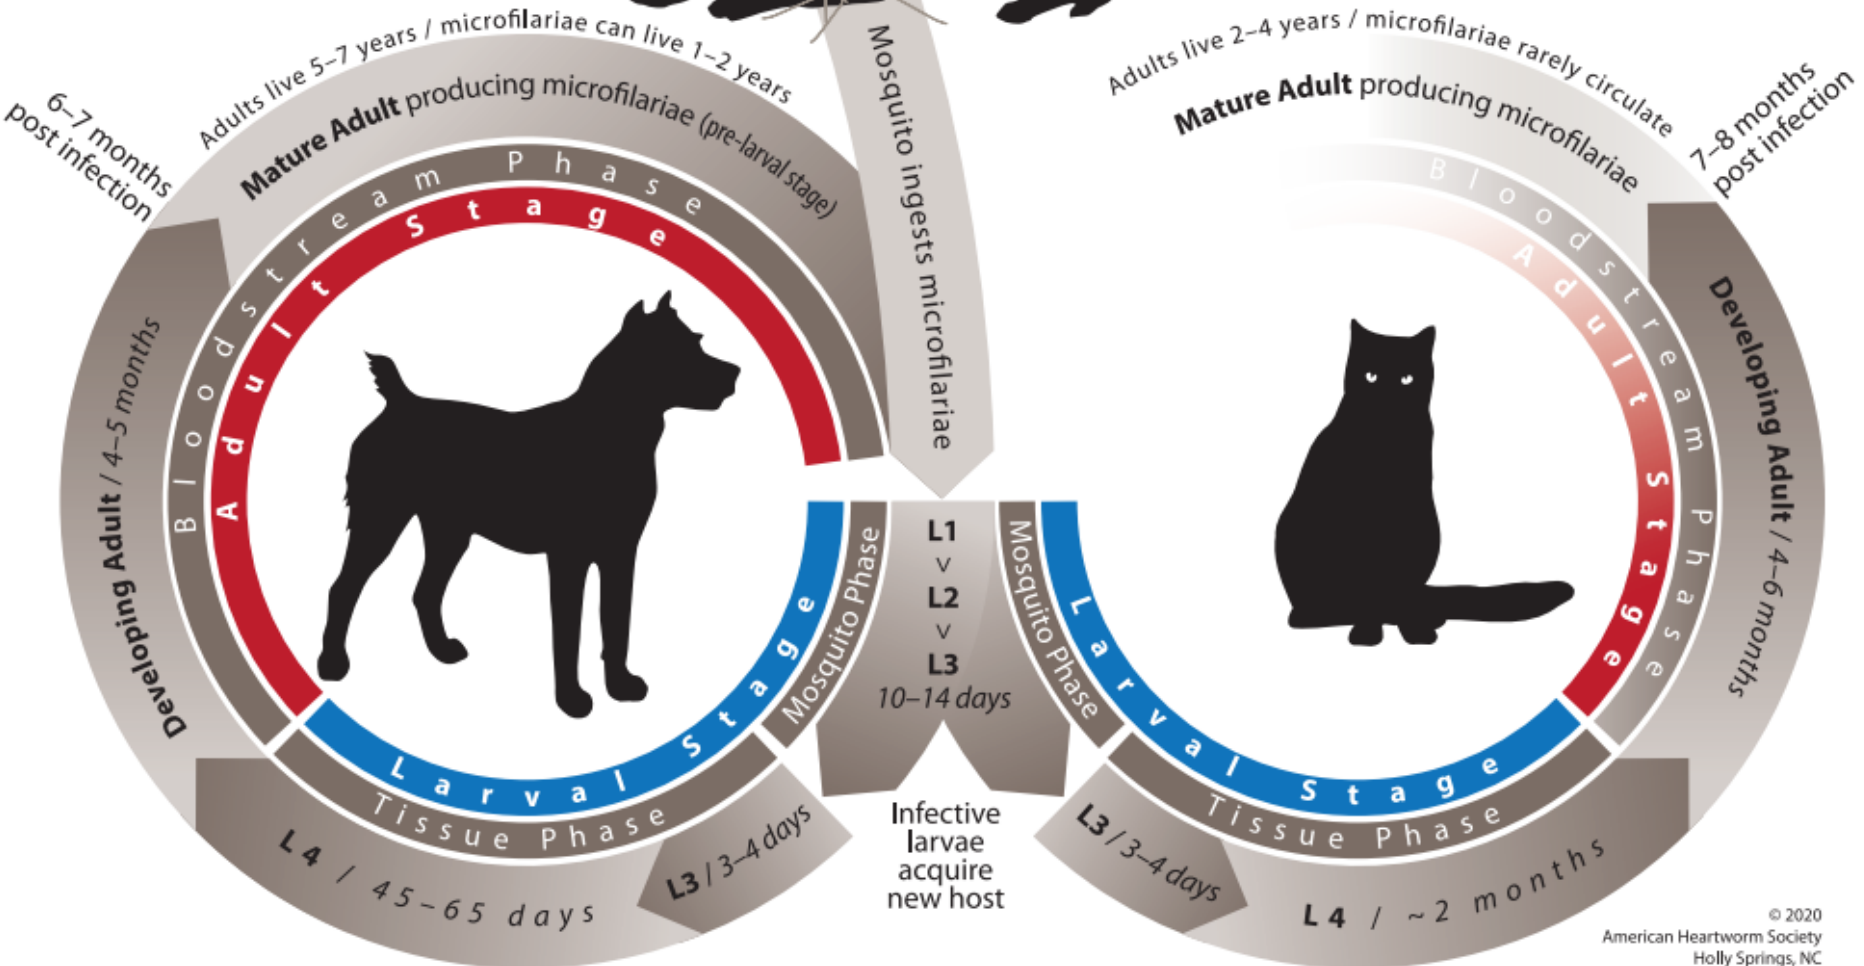 Adults live 5–7 years / microfilariae can live 1–2 years
6–7 months
post infection
Mature Adult producing microfilariae (pre-larval stage)
Bloodstream Phase
Adult Stage
Developing Adult / 4–5 months
L4 / 45–65 days
L3 / 3–4 days
Tissue Phase
Larval Stage
Mosquito Phase
Mosquito ingests microfilariae
L1
v
L2
v
L3
10–14 days
Infective
larvae
acquire
new host
Adults live 2–4 years / microfilariae rarely circulate
7–8 months
post infection
Mature Adult producing microfilariae
Bloodstream Phase
Adult Stage
Developing Adult / 4–6 months
Mosquito Phase
Larval Stage
Tissue Phase
L3 / 3–4 days
L4 / ~2 months
© 2020
American Heartworm Society
Holly Springs, NC